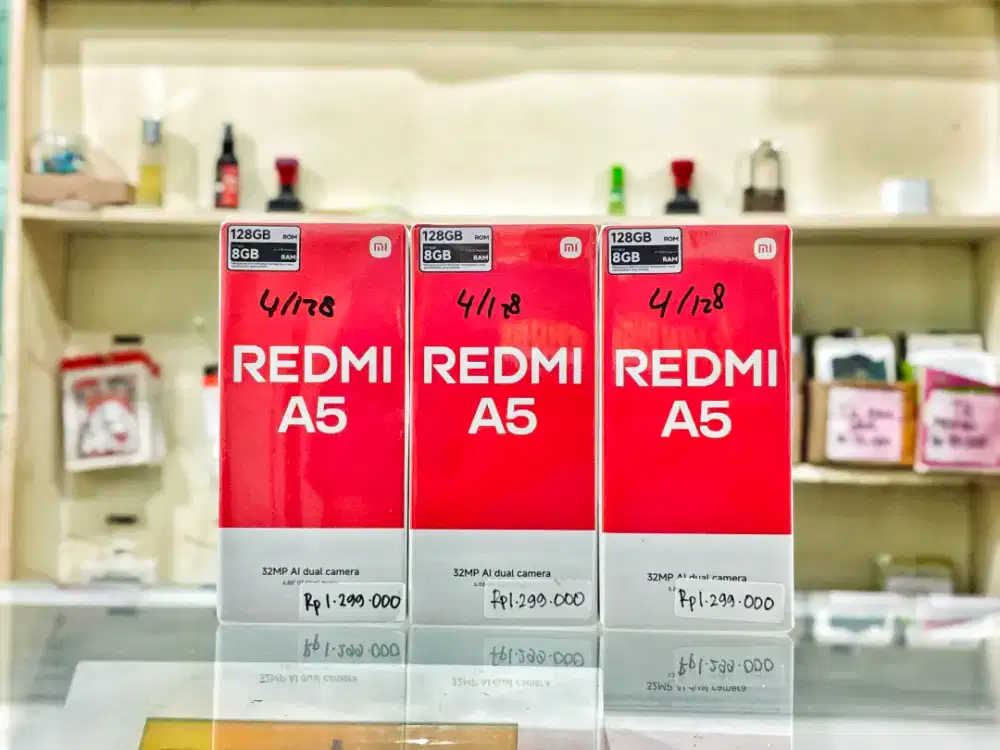 128GB ROM
8GB RAM
mi
4/128
REDMI
A5
32MP AI dual camera
Rp 1.299.000
128GB ROM
8GB RAM
mi
4/128
REDMI
A5
32MP AI dual camera
Rp1.299.000
128GB ROM
8GB RAM
mi
4/128
REDMI
A5
32MP AI dual camera
Rp1.299.000